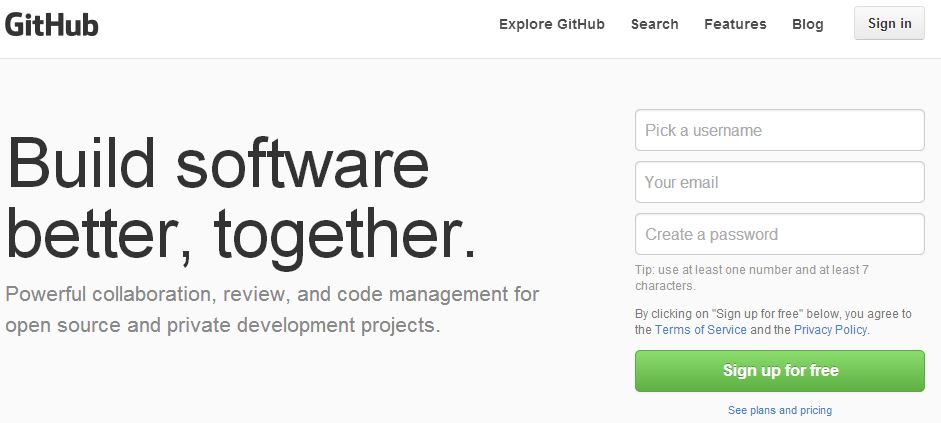 GitHub
Explore GitHub Search Features Blog Sign in
Build software
better, together.
Powerful collaboration, review, and code management for
open source and private development projects.
Pick a username
Your email
Create a password
Tip: use at least one number and at least 7
characters.
By clicking on "Sign up for free" below, you agree to
the Terms of Service and the Privacy Policy.
Sign up for free
See plans and pricing